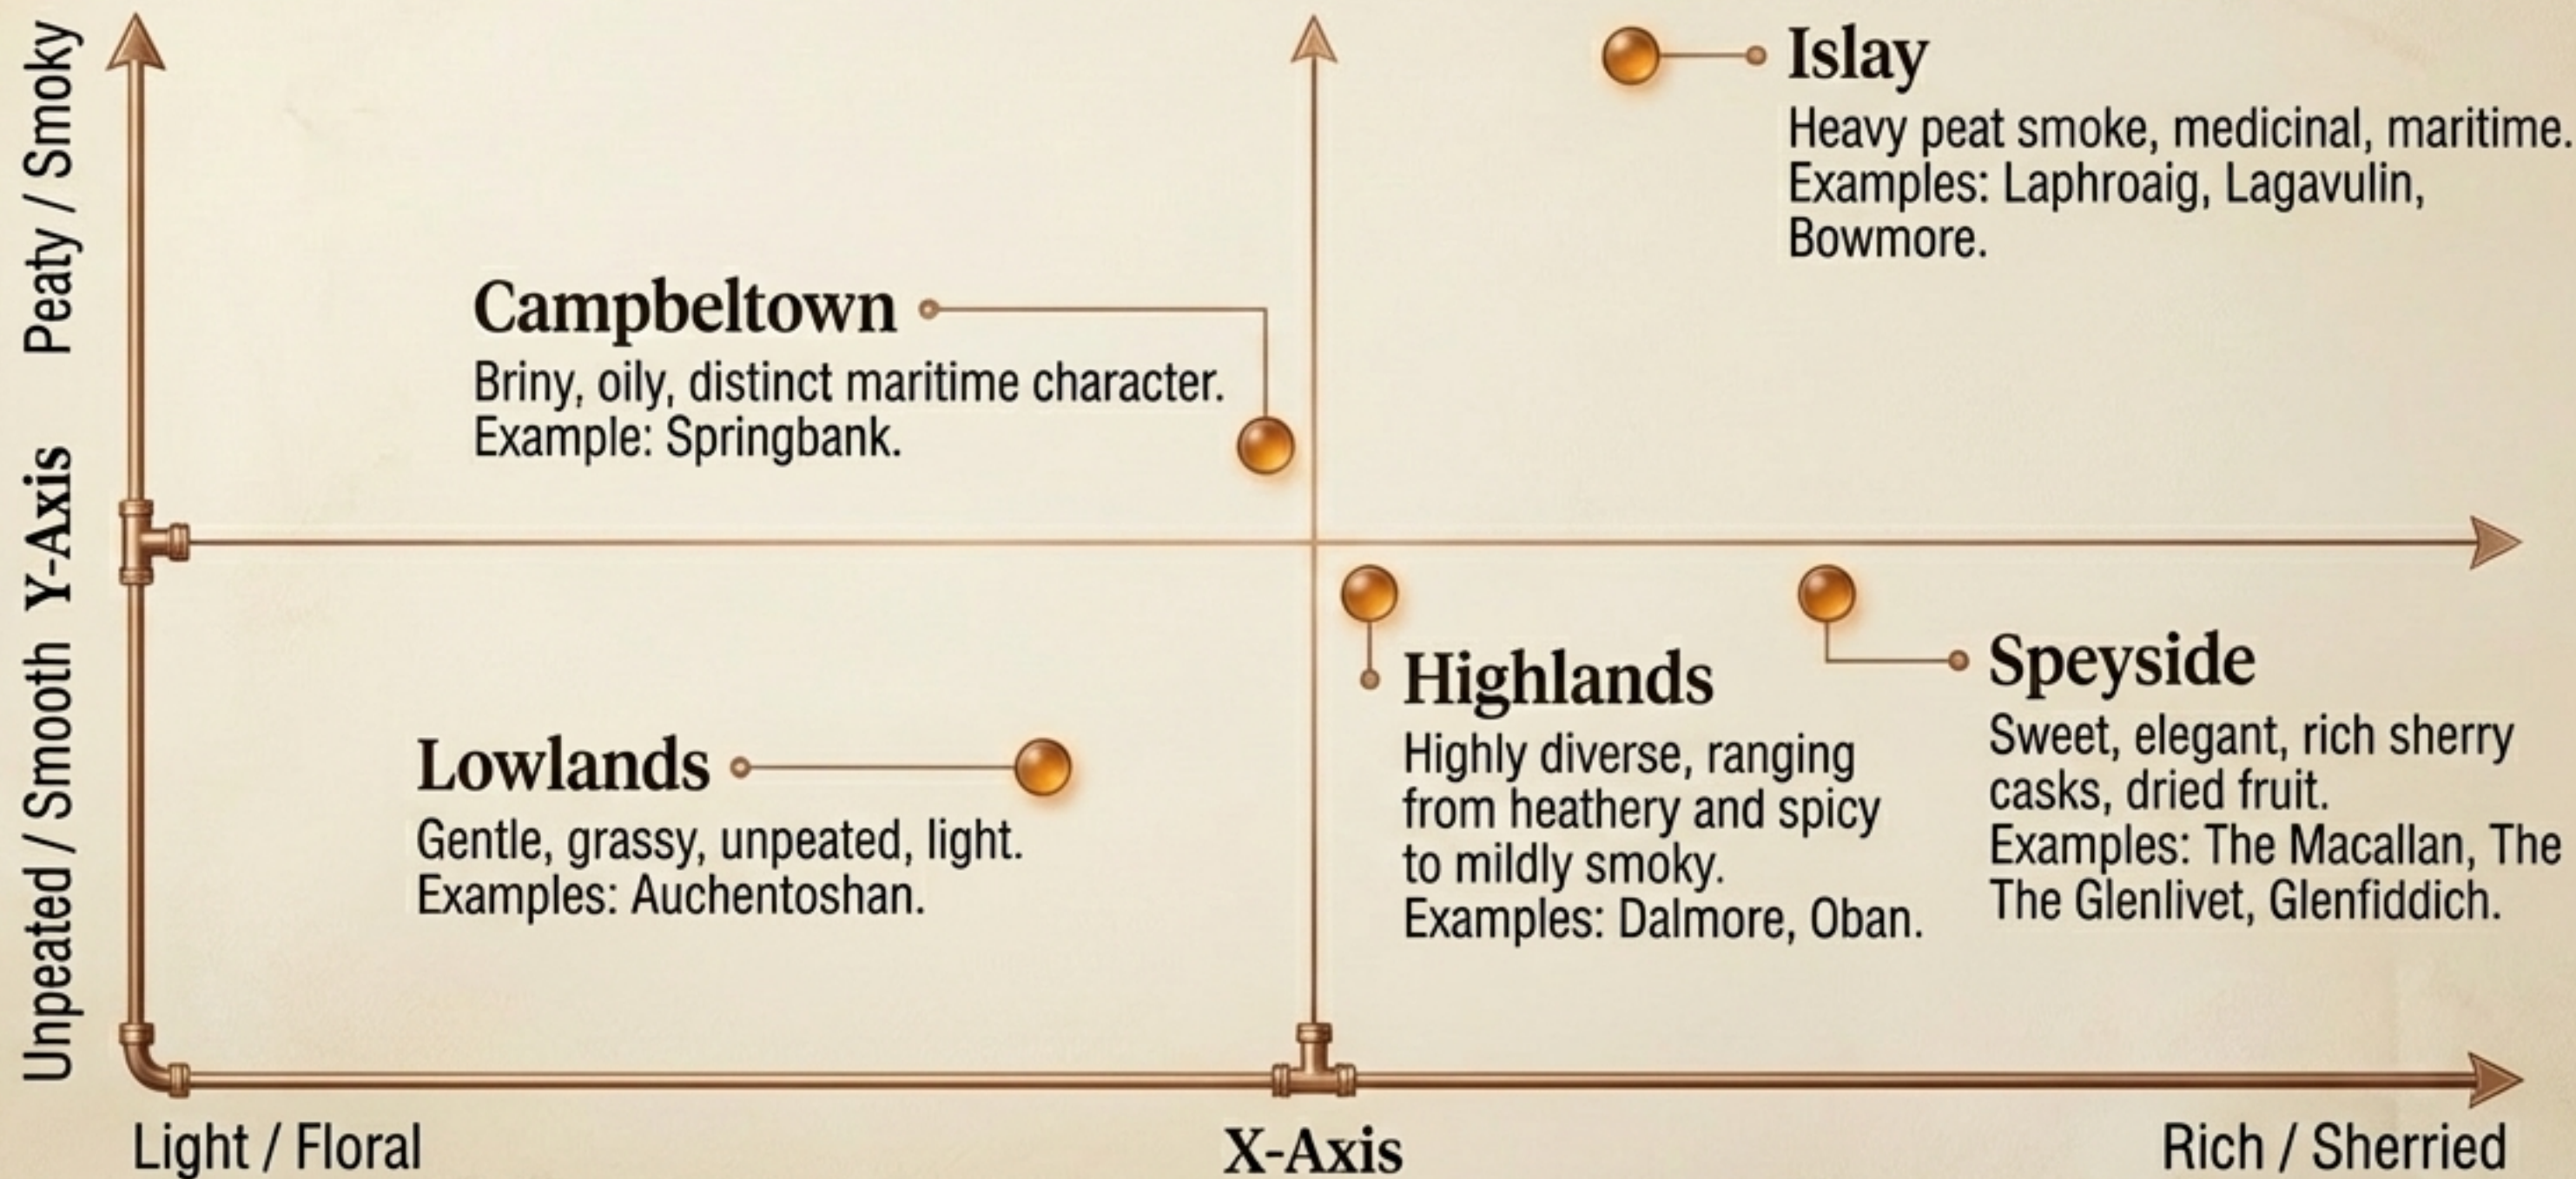 Peaty / Smoky
Y-Axis
Unpeated / Smooth
Islay
Heavy peat smoke, medicinal, maritime.
Examples: Laphroaig, Lagavulin,
Bowmore.
Campbeltown
Briny, oily, distinct maritime character.
Example: Springbank.
Highlands
Highly diverse, ranging
from heathery and spicy
to mildly smoky.
Examples: Dalmore, Oban.
Speyside
Sweet, elegant, rich sherry
casks, dried fruit.
Examples: The Macallan, The
The Glenlivet, Glenfiddich.
Lowlands
Gentle, grassy, unpeated, light.
Examples: Auchentoshan.
Light / Floral
X-Axis
Rich / Sherried